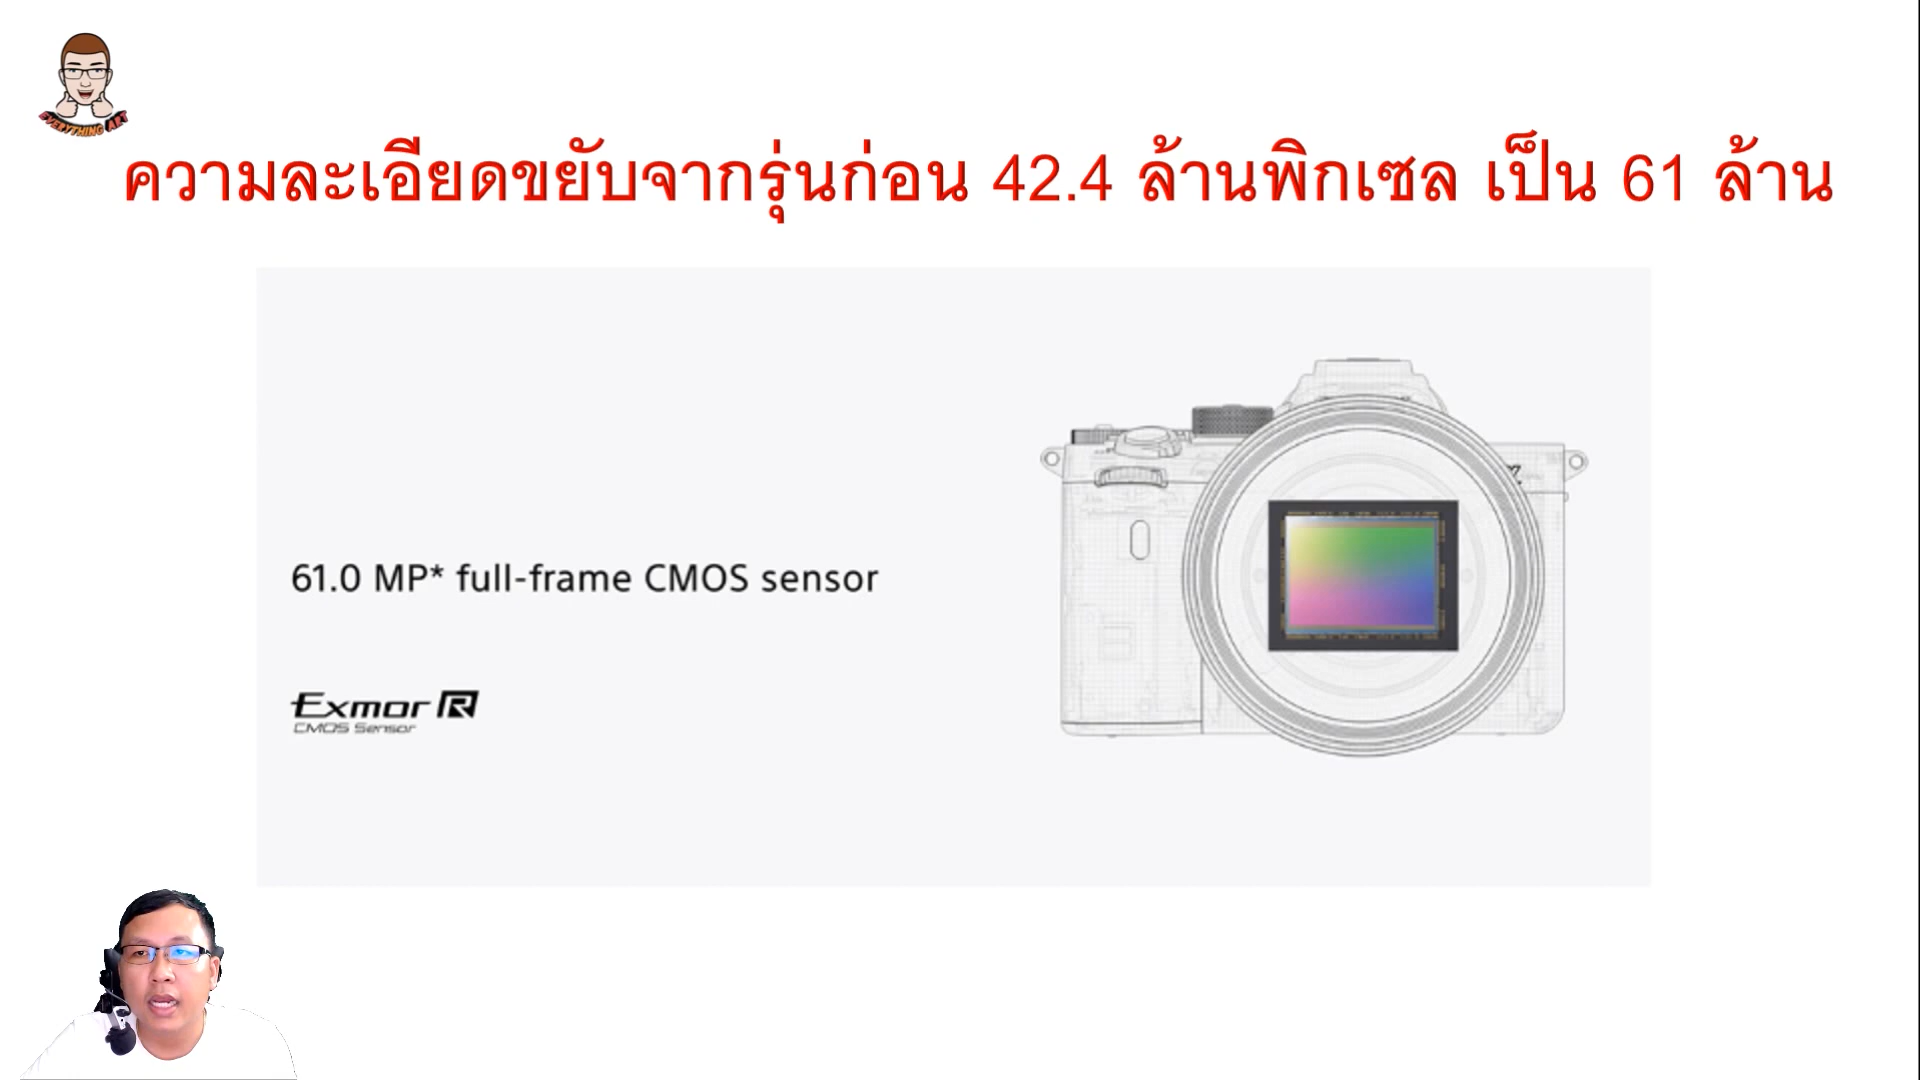 EVERYTHING ART
ความละเอียดขยับจากรุ่นก่อน 42.4 ล้านพิกเซล เป็น 61 ล้าน
61.0 MP* full-frame CMOS sensor
Exmor R
CMOS Sensor